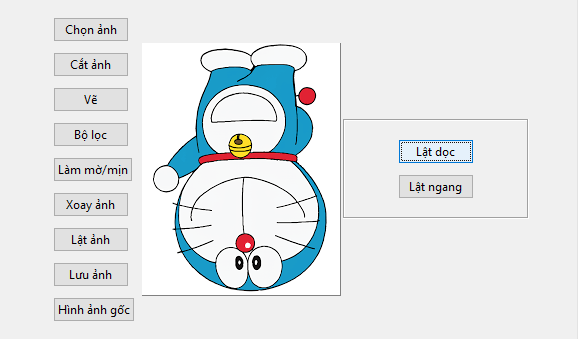 Chọn ảnh
Cắt ảnh
Vẽ
Bộ lọc
Làm mờ/mịn
Xoay ảnh
Lật ảnh
Lưu ảnh
Hình ảnh gốc
Lật dọc
Lật ngang